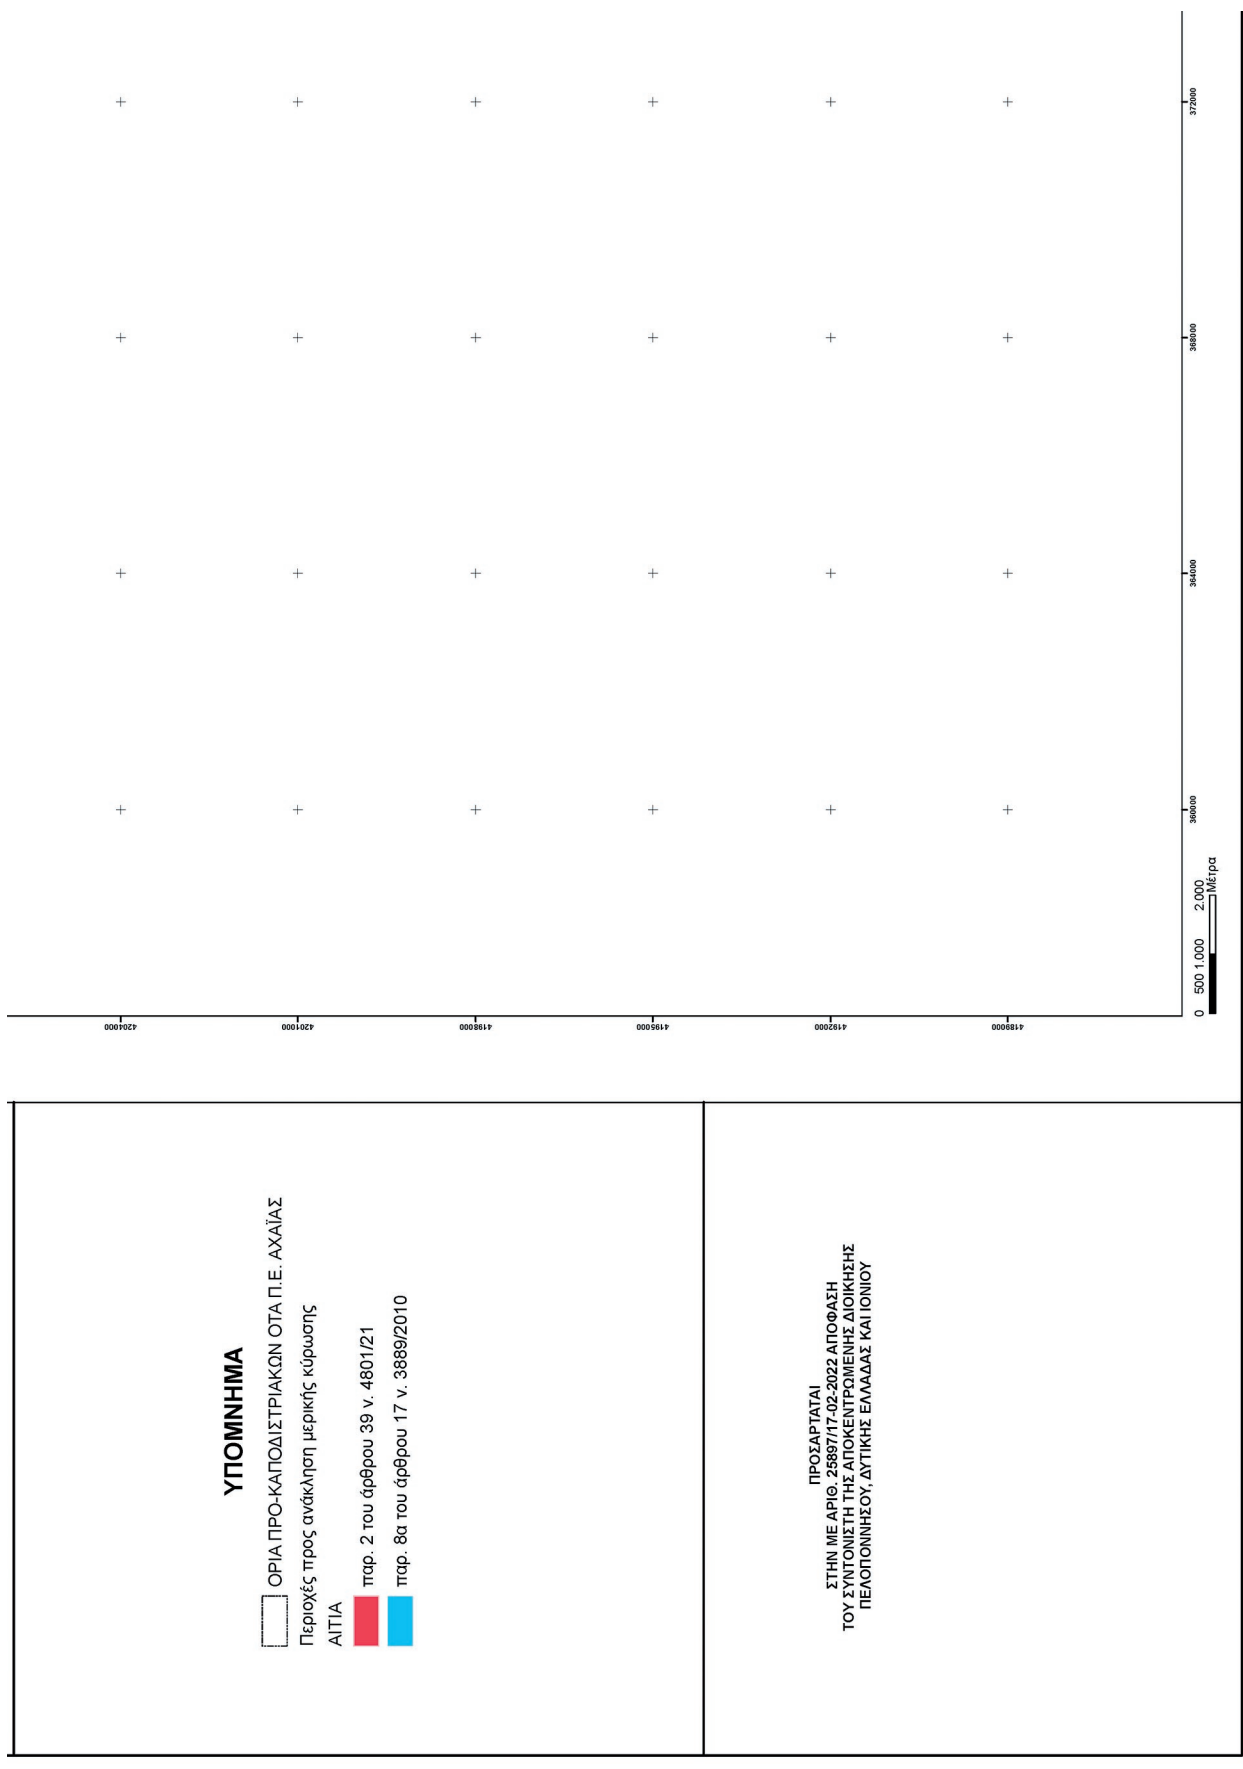 372000
368000
364000
360000
4204000
4201000
4198000
4195000
4192000
4189000
0 500 1.000 2.000
Μέτρα
ΥΠΟΜΝΗΜΑ
ΟΡΙΑ ΠΡΟ-ΚΑΠΟΔΙΣΤΡΙΑΚΩΝ ΟΤΑ Π.Ε. ΑΧΑΪΑΣ
Περιοχές προς ανάκληση μερικής κύρωσης
ΑΙΤΙΑ
παρ. 2 του άρθρου 39 ν. 4801/21
παρ. 8α του άρθρου 17 ν. 3889/2010
ΠΡΟΣΑΡΤΑΤΑΙ
ΣΤΗΝ ΜΕ ΑΡΙΘ. 25897/17-02-2022 ΑΠΟΦΑΣΗ
ΤΟΥ ΣΥΝΤΟΝΙΣΤΗ ΤΗΣ ΑΠΟΚΕΝΤΡΩΜΕΝΗΣ ΔΙΟΙΚΗΣΗΣ
ΠΕΛΟΠΟΝΝΗΣΟΥ, ΔΥΤΙΚΗΣ ΕΛΛΑΔΑΣ ΚΑΙ ΙΟΝΙΟΥ